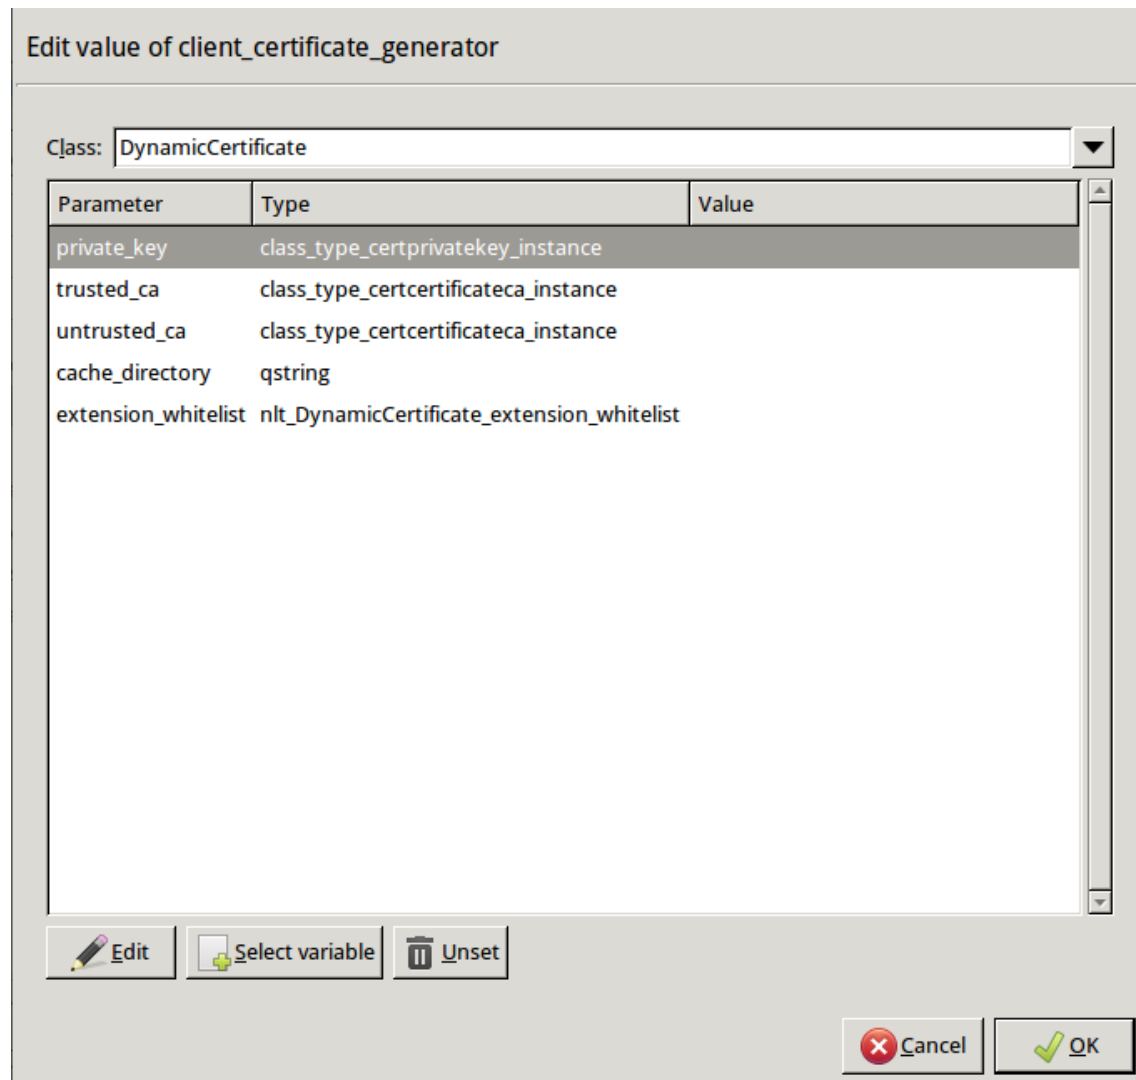 Edit value of client_certificate_generator
Class: DynamicCertificate
Parameter Type Value
private_key class_type_certprivatekey_instance
trusted_ca class_type_certcertificateca_instance
untrusted_ca class_type_certcertificateca_instance
cache_directory qstring
extension_whitelist nlt_DynamicCertificate_extension_whitelist
Edit Select variable Unset
Cancel OK